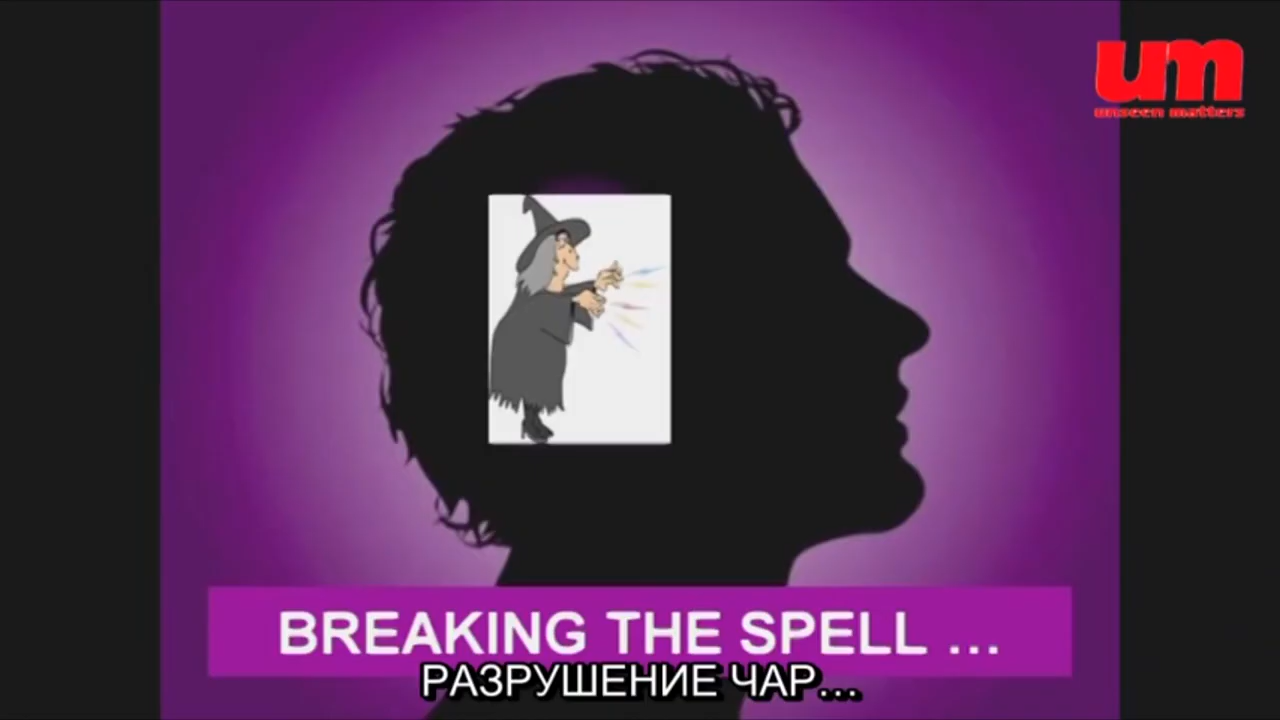 um
unseen matters
BREAKING THE SPELL ...
РАЗРУШЕНИЕ ЧАР...